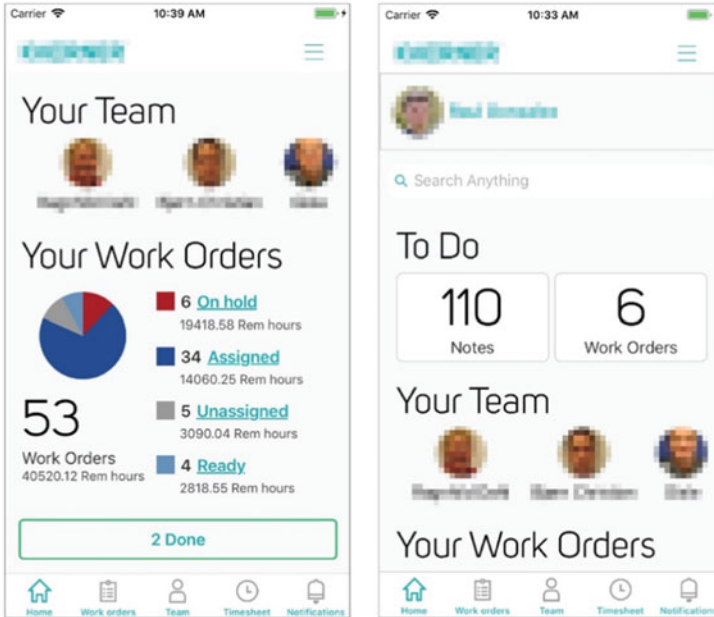 Carrier 10:39 AM
Your Team
Your Work Orders
6 On hold
19418.58 Rem hours
34 Assigned
14060.25 Rem hours
5 Unassigned
3090.04 Rem hours
4 Ready
2818.55 Rem hours
53
Work Orders
40520.12 Rem hours
2 Done
Home Work orders Team Timesheet Notifications
Carrier 10:33 AM
Search Anything
To Do
110 6
Notes Work Orders
Your Team
Your Work Orders
Home Work orders Team Timesheet Notifications